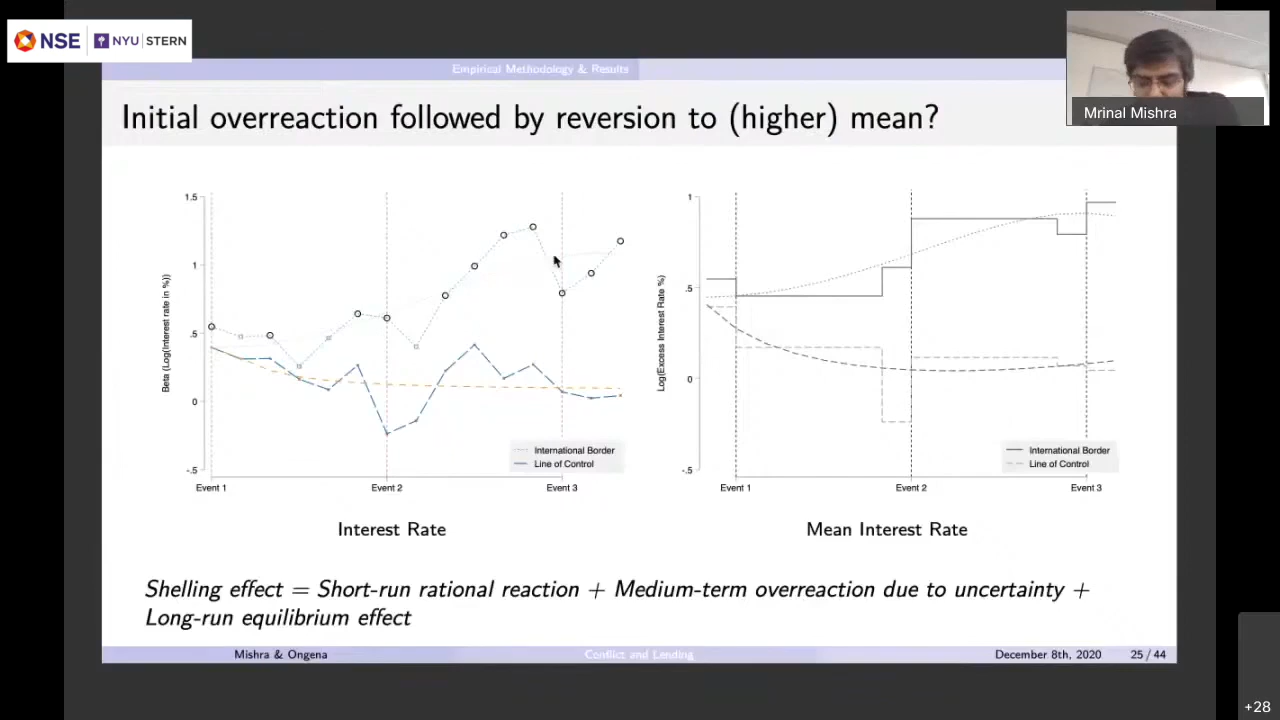 NSE NYU STERN
Empirical Methodology & Results
Mrinal Mishra
Initial overreaction followed by reversion to (higher) mean?
1.5
1
.5
0
-.5
Beta (Log(Interest rate in %))
International Border
Line of Control
Event 1 Event 2 Event 3
Interest Rate
1
.5
0
-.5
Log(Excess Interest Rate %)
International Border
Line of Control
Event 1 Event 2 Event 3
Mean Interest Rate
Shelling effect = Short-run rational reaction + Medium-term overreaction due to uncertainty +
Long-run equilibrium effect
Mishra & Ongena Conflict and Lending December 8th, 2020 25 / 44
+28